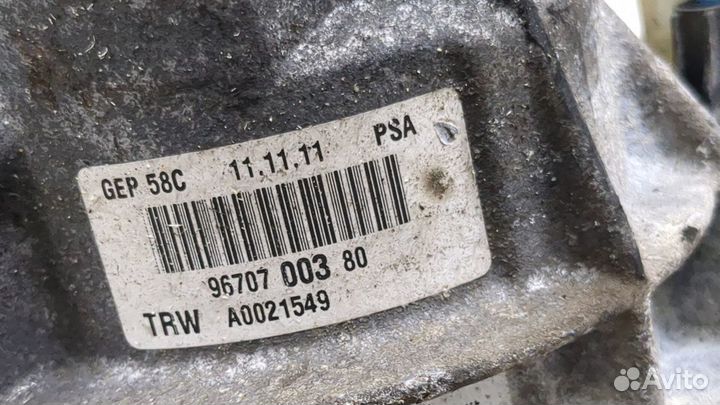 GEP 58C 11.11.11 PSA
96707 003 80
TRW A0021549
Avito